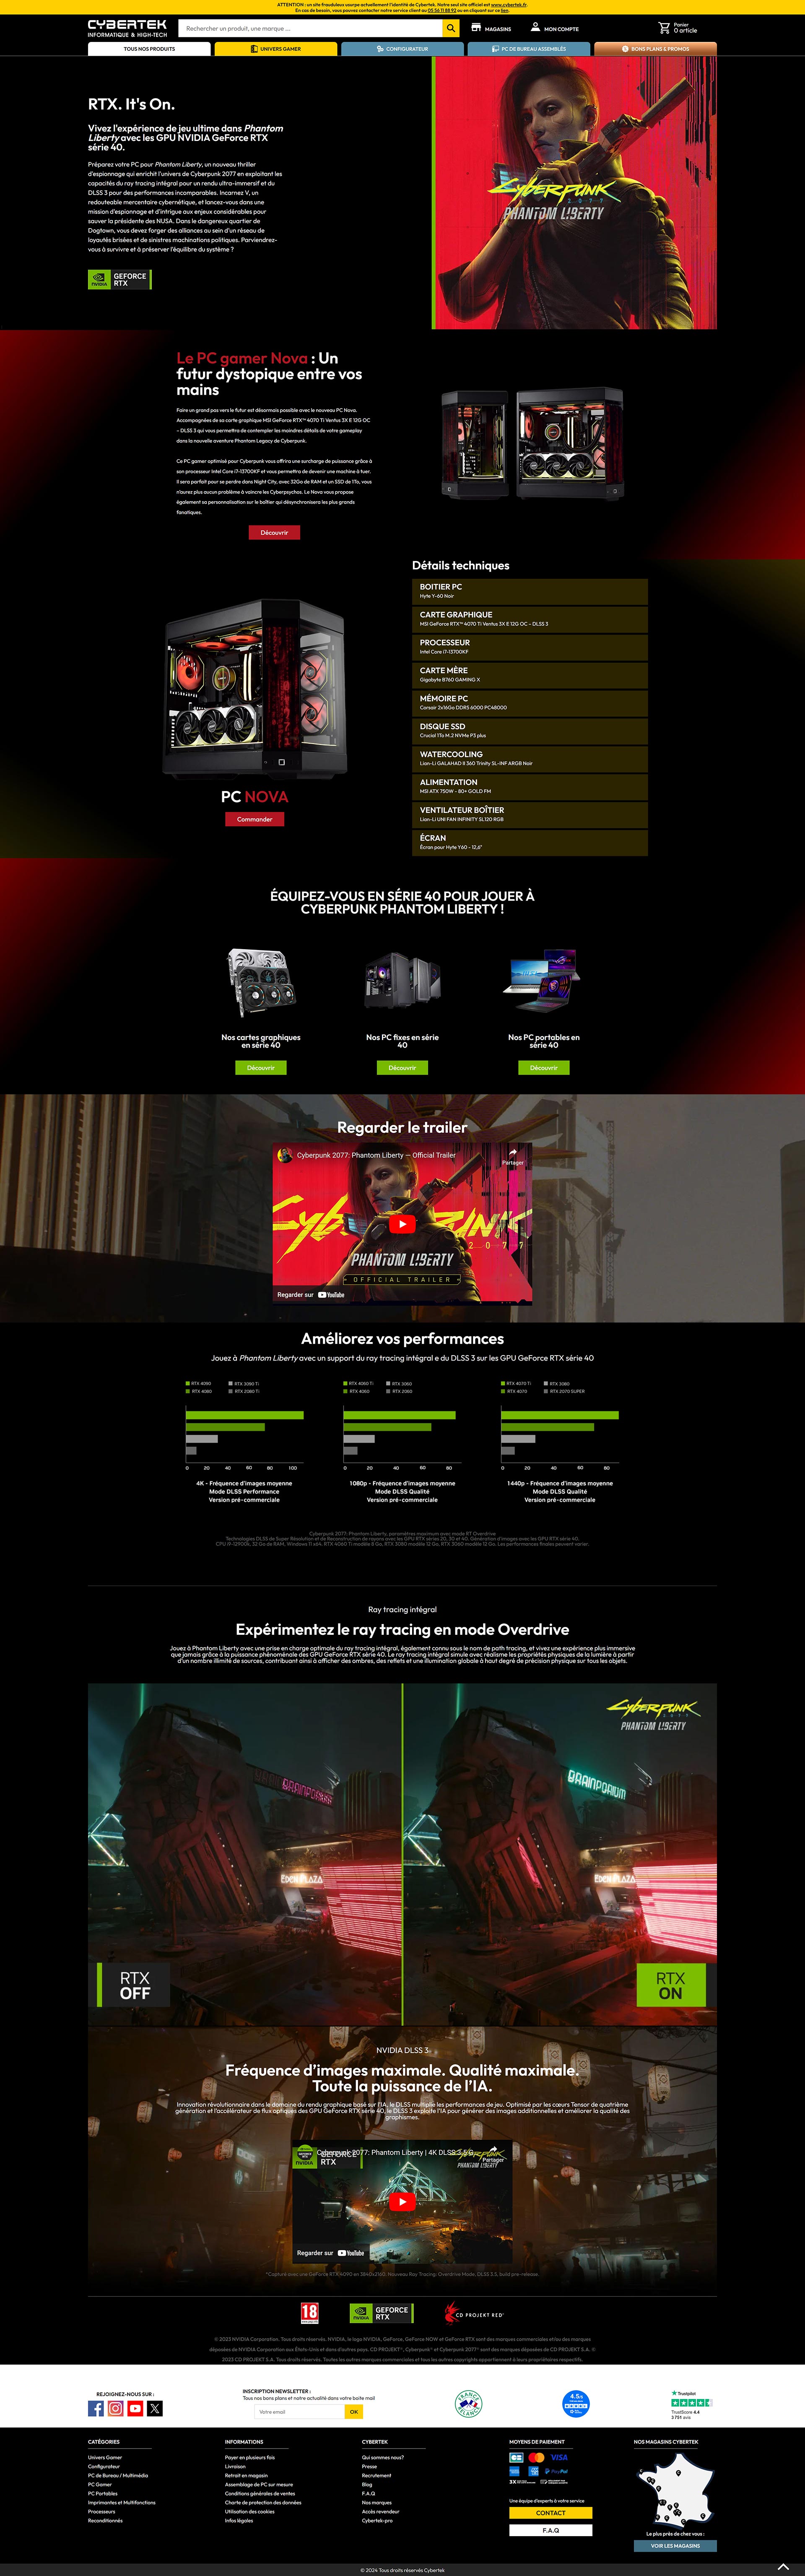 ATTENTION : un site frauduleux usurpe actuellement l'identité de Cybertek. Notre seul site officiel est www.cybertek.fr.
En cas de besoin, vous pouvez contacter notre service client au 05 56 11 88 92 ou en cliquant sur ce lien.
CYBERTEK
INFORMATIQUE & HIGH-TECH
Rechercher un produit, une marque ...
MAGASINS
MON COMPTE
Panier
0 article
TOUS NOS PRODUITS
UNIVERS GAMER
CONFIGURATEUR
PC DE BUREAU ASSEMBLÉS
BONS PLANS & PROMOS
RTX. It's On.
Vivez l'expérience de jeu ultime dans Phantom
Liberty avec les GPU NVIDIA GeForce RTX
série 40.
Préparez votre PC pour Phantom Liberty, un nouveau thriller
d'espionnage qui enrichit l'univers de Cyberpunk 2077 en exploitant les
capacités du ray tracing intégral pour un rendu ultra-immersif et du
DLSS 3 pour des performances incomparables. Incarnez V, un
redouteable mercenaire cybernétique, et lancez-vous dans une
mission d'espionnage et d'intrigue aux enjeux considérables pour
sauver la présidente des NUSA. Dans le dangereux quartier de
Dogtown, vous devez forger des alliances au sein d'un réseau de
loyautés brisées et de sinistres machinations politiques. Parviendrez-
vous à survivre et à préserver l'équilibre du système ?
NVIDIA
GEFORCE
RTX
Cyberpunk
2077
PHANTOM LIBERTY
Le PC gamer Nova : Un
futur dystopique entre vos
mains
Faire un grand pas vers le futur est désormais possible avec le nouveau PC Nova.
Accompagnées de sa carte graphique MSI GeForce RTX™ 4070 Ti Ventus 3X E 12G OC
– DLSS 3 qui vous permettra de contempler les moindres détails de votre gameplay
dans la nouvelle aventure Phantom Legacy de Cyberpunk.
Ce PC gamer optimisé pour Cyberpunk vous offrira une surcharge de puissance grâce à
son processeur Intel Core i7-13700KF et vous permettra de devenir une machine à tuer.
Il sera parfait pour se perdre dans Night City, avec 32Go de RAM et un SSD de 1To, vous
n'aurez plus aucun problème à vaincre les Cyberpsychos. Le Nova vous propose
également sa personnalisation sur le boîtier qui désynchronisera les plus grands
fanatiques.
Découvrir
Détails techniques
BOITIER PC
Hyte Y-60 Noir
CARTE GRAPHIQUE
MSI GeForce RTX™ 4070 Ti Ventus 3X E 12G OC – DLSS 3
PROCESSEUR
Intel Core i7-13700KF
CARTE MÈRE
Gigabyte B760 GAMING X
MÉMOIRE PC
Corsair 2x16Go DDR5 6000 PC48000
DISQUE SSD
Crucial 1To M.2 NVMe P3 plus
WATERCOOLING
Lian-Li GALAHAD II 360 Trinity SL-INF ARGB Noir
ALIMENTATION
MSI ATX 750W - 80+ GOLD FM
VENTILATEUR BOÎTIER
Lian-Li UNI FAN INFINITY SL120 RGB
ÉCRAN
Écran pour Hyte Y60 - 12,6"
PC NOVA
Commander
ÉQUIPEZ-VOUS EN SÉRIE 40 POUR JOUER À
CYBERPUNK PHANTOM LIBERTY !
Nos cartes graphiques
en série 40
Nos PC fixes en série
40
Nos PC portables en
série 40
Découvrir
Découvrir
Découvrir
Regarder le trailer
Cyberpunk 2077: Phantom Liberty — Official Trailer
Partager
2077
PHANTOM LIBERTY
OFFICIAL TRAILER
Regarder sur YouTube
Améliorez vos performances
Jouez à Phantom Liberty avec un support du ray tracing intégral e du DLSS 3 sur les GPU GeForce RTX série 40
RTX 4090
RTX 3090 Ti
RTX 4080
RTX 2080 Ti
0 20 40 60 80 100
4K - Fréquence d'images moyenne
Mode DLSS Performance
Version pré-commerciale
RTX 4060 Ti
RTX 3060
RTX 4060
RTX 2060
0 20 40 60 80
1080p - Fréquence d'images moyenne
Mode DLSS Qualité
Version pré-commerciale
RTX 4070 Ti
RTX 3080
RTX 4070
RTX 2070 SUPER
0 20 40 60 80
1440p - Fréquence d'images moyenne
Mode DLSS Qualité
Version pré-commerciale
Cyberpunk 2077: Phantom Liberty, paramètres maximum avec mode RT Overdrive
Technologies DLSS de Super Résolution et de Reconstruction de rayons avec les GPU RTX séries 20, 30 et 40. Génération d'images avec les GPU RTX série 40.
CPU i9-12900k, 32 Go de RAM, Windows 11 x64. RTX 4060 Ti modèle 8 Go, RTX 3080 modèle 12 Go, RTX 3060 modèle 12 Go. Les performances finales peuvent varier.
Ray tracing intégral
Expérimentez le ray tracing en mode Overdrive
Jouez à Phantom Liberty avec une prise en charge optimale du ray tracing intégral, également connu sous le nom de path tracing, et vivez une expérience plus immersive
que jamais grâce à la puissance phénoménale des GPU GeForce RTX série 40. Le ray tracing intégral simule avec réalisme les propriétés physiques de la lumière à partir
d'un nombre illimité de sources, contribuant ainsi à afficher des ombres, des reflets et une illumination globale à haut degré de précision physique sur tous les objets.
Cyberpunk
PHANTOM LIBERTY
BRAINPORIUM
EDEN PLAZA
BRAINPORIUM
EDEN PLAZA
RTX
OFF
RTX
ON
NVIDIA DLSS 3
Fréquence d'images maximale. Qualité maximale.
Toute la puissance de l'IA.
Innovation révolutionnaire dans le domaine du rendu graphique basé sur l'IA, le DLSS multiplie les performances de jeu. Optimisé par les cœurs Tensor de quatrième
génération et l'accélérateur de flux optiques des GPU GeForce RTX série 40, le DLSS 3 exploite l'IA pour générer des images additionnelles et améliorer la qualité des
graphismes.
Cyberpunk 2077: Phantom Liberty | 4K DLSS 3.5 G...
Partager
NVIDIA
GEFORCE
RTX
Regarder sur YouTube
*Capturé avec une GeForce RTX 4090 en 3840x2160. Nouveau Ray Tracing: Overdrive Mode, DLSS 3.5. build pre-release.
18
NVIDIA
GEFORCE
RTX
CD PROJEKT RED
© 2023 NVIDIA Corporation. Tous droits réservés. NVIDIA, le logo NVIDIA, GeForce, GeForce NOW et GeForce RTX sont des marques commerciales et/ou des marques
déposées de NVIDIA Corporation aux États-Unis et dans d'autres pays. CD PROJEKT®, Cyberpunk® et Cyberpunk 2077® sont des marques déposées de CD PROJEKT S.A. ©
2023 CD PROJEKT S.A. Tous droits réservés. Toutes les autres marques commerciales et tous les autres copyrights appartiennent à leurs propriétaires respectifs.
REJOIGNEZ-NOUS SUR :
INSCRIPTION NEWSLETTER :
Tous nos bons plans et notre actualité dans votre boite mail
Votre email
OK
FRANCE
4.5/5
Trustpilot
TrustScore 4.4
3 751 avis
CATÉGORIES
Univers Gamer
Configurateur
PC de Bureau / Multimédia
PC Gamer
PC Portables
Imprimantes et Multifonctions
Processeurs
Reconditionnés
INFORMATIONS
Payer en plusieurs fois
Livraison
Retrait en magasin
Assemblage de PC sur mesure
Conditions générales de ventes
Charte de protection des données
Utilisation des cookies
Infos légales
CYBERTEK
Qui sommes nous?
Presse
Recrutement
Blog
F.A.Q
Nos marques
Accès revendeur
Cybertek-pro
MOYENS DE PAIEMENT
CB
VISA
PayPal
Une équipe d'experts à votre service
CONTACT
F.A.Q
NOS MAGASINS CYBERTEK
Le plus près de chez vous :
VOIR LES MAGASINS
© 2024 Tous droits réservés Cybertek